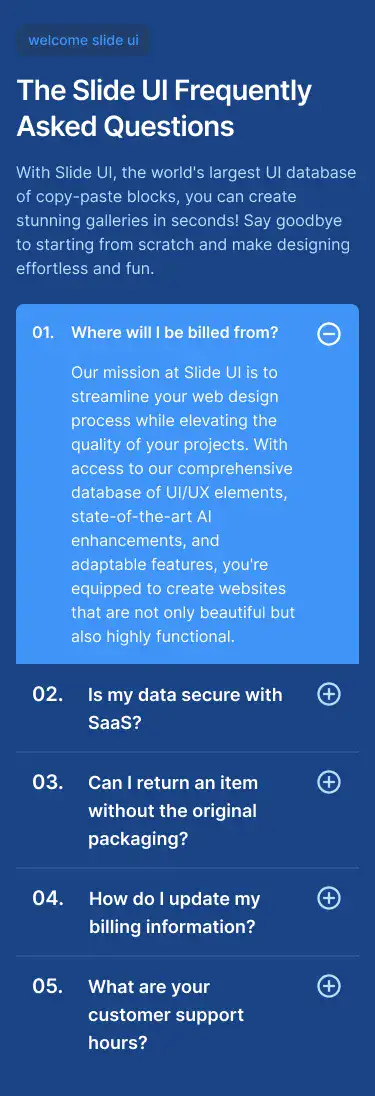 welcome slide ui
The Slide UI Frequently
Asked Questions
With Slide UI, the world's largest UI database
of copy-paste blocks, you can create
stunning galleries in seconds! Say goodbye
to starting from scratch and make designing
effortless and fun.
01. Where will I be billed from?
Our mission at Slide UI is to
streamline your web design
process while elevating the
quality of your projects. With
access to our comprehensive
database of UI/UX elements,
state-of-the-art AI
enhancements, and
adaptable features, you're
equipped to create websites
that are not only beautiful but
also highly functional.
02. Is my data secure with
SaaS?
03. Can I return an item
without the original
packaging?
04. How do I update my
billing information?
05. What are your
customer support
hours?